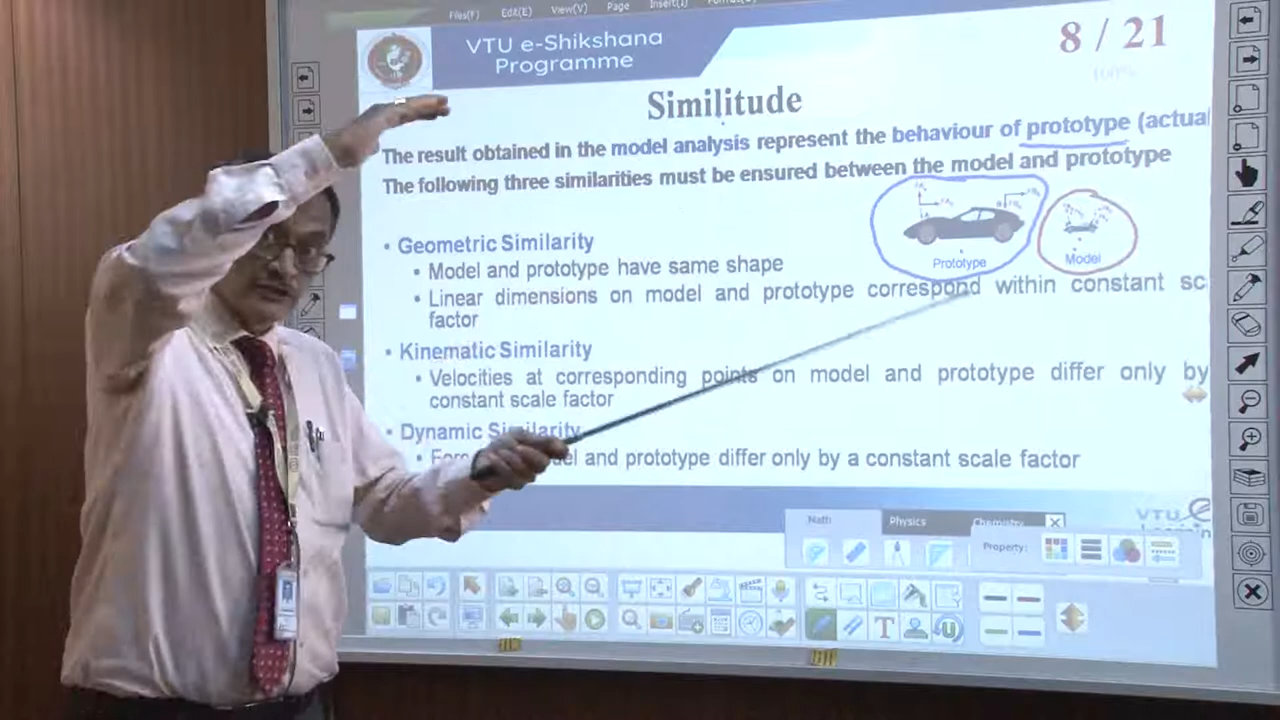 Files(F) Edit(E) View(V) Page Insert(I)
VTU e-Shikshana
Programme
8 / 21
100%
Similitude
The result obtained in the model analysis represent the behaviour of prototype (actual
The following three similarities must be ensured between the model and prototype
• Geometric Similarity
• Model and prototype have same shape
• Linear dimensions on model and prototype correspond within constant sc
factor
Prototype
Model
• Kinematic Similarity
• Velocities at corresponding points on model and prototype differ only by
constant scale factor
• Dynamic Similarity
• and prototype differ only by a constant scale factor
VTU e
Math Physics Chemistry
Property: